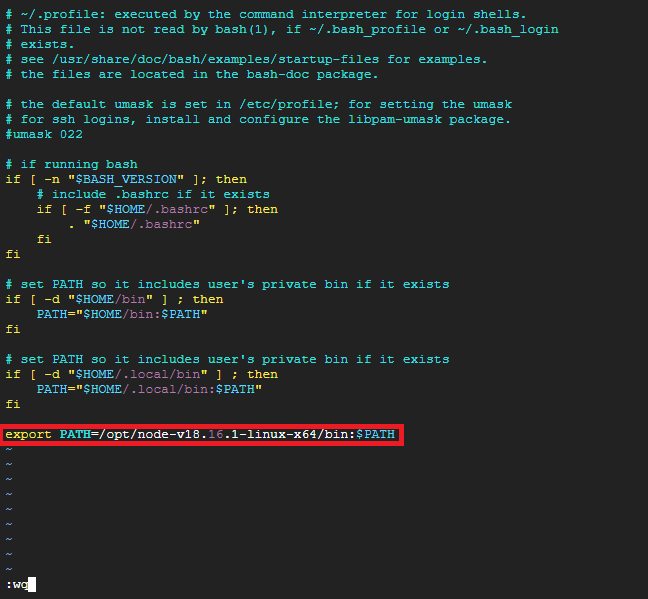 # ~/.profile: executed by the command interpreter for login shells.
# This file is not read by bash(1), if ~/.bash_profile or ~/.bash_login
# exists.
# see /usr/share/doc/bash/examples/startup-files for examples.
# the files are located in the bash-doc package.

# the default umask is set in /etc/profile; for setting the umask
# for ssh logins, install and configure the libpam-umask package.
#umask 022

# if running bash
if [ -n "$BASH_VERSION" ]; then
    # include .bashrc if it exists
    if [ -f "$HOME/.bashrc" ]; then
        . "$HOME/.bashrc"
    fi
fi

# set PATH so it includes user's private bin if it exists
if [ -d "$HOME/bin" ] ; then
    PATH="$HOME/bin:$PATH"
fi

# set PATH so it includes user's private bin if it exists
if [ -d "$HOME/.local/bin" ] ; then
    PATH="$HOME/.local/bin:$PATH"
fi

export PATH=/opt/node-v18.16.1-linux-x64/bin:$PATH
~
~
~
~
~
~
~
~
~
:wq